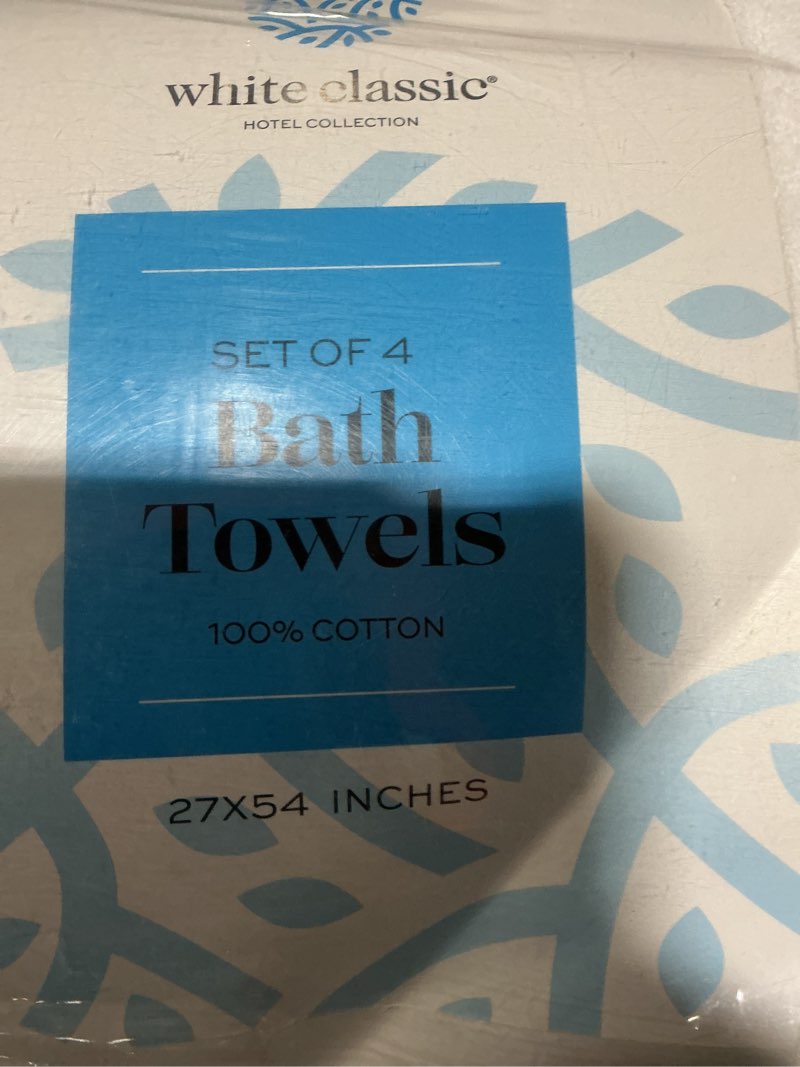 white classic®
HOTEL COLLECTION
SET OF 4
Bath
Towels
100% COTTON
27X54 INCHES